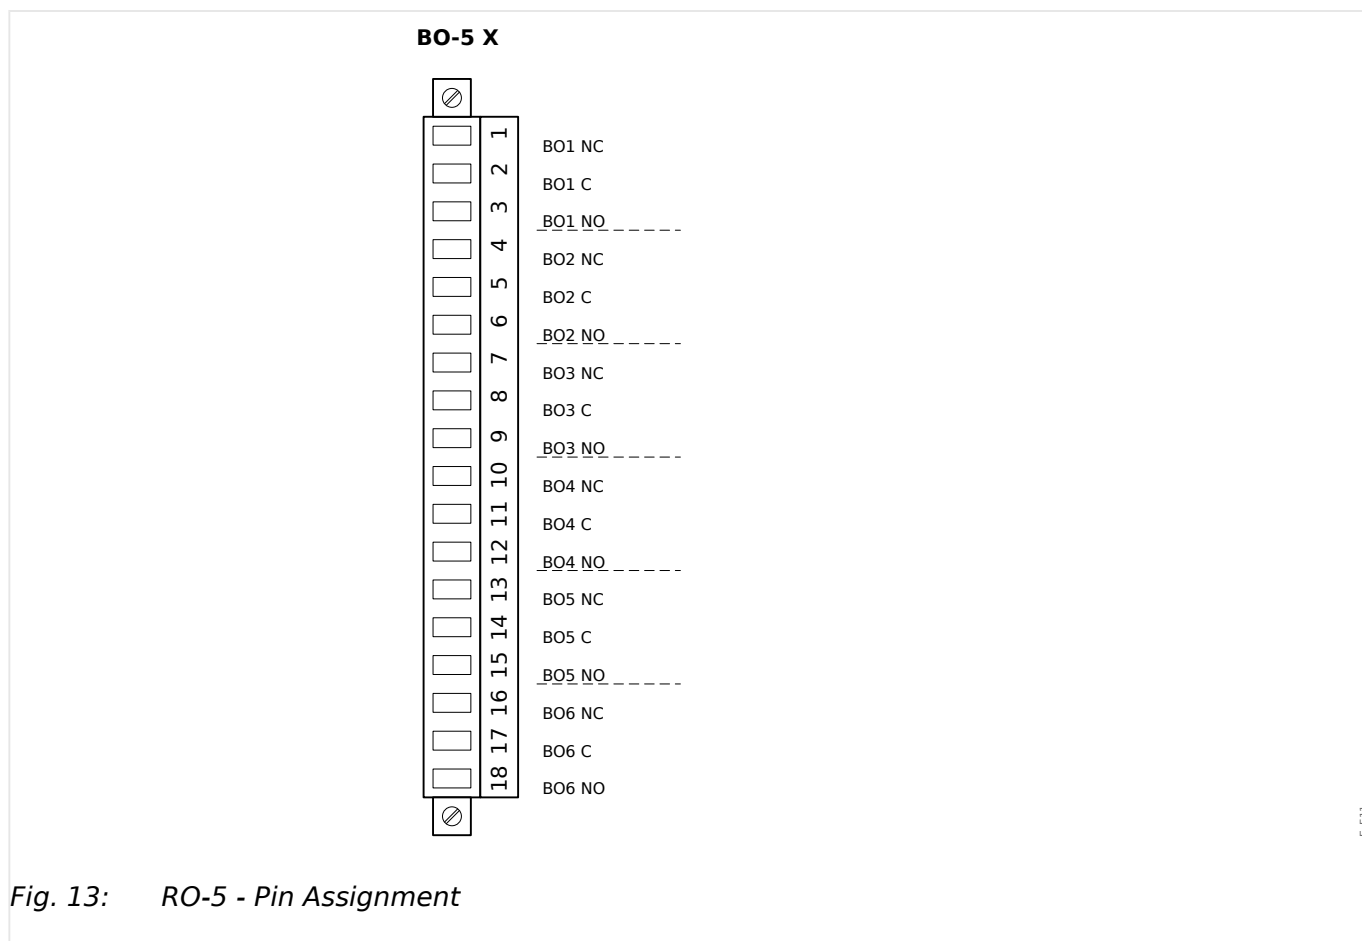 BO-5 X
1 BO1 NC
2 BO1 C
3 BO1 NO
4 BO2 NC
5 BO2 C
6 BO2 NO
7 BO3 NC
8 BO3 C
9 BO3 NO
10 BO4 NC
11 BO4 C
12 BO4 NO
13 BO5 NC
14 BO5 C
15 BO5 NO
16 BO6 NC
17 BO6 C
18 BO6 NO
Fig. 13: RO-5 - Pin Assignment